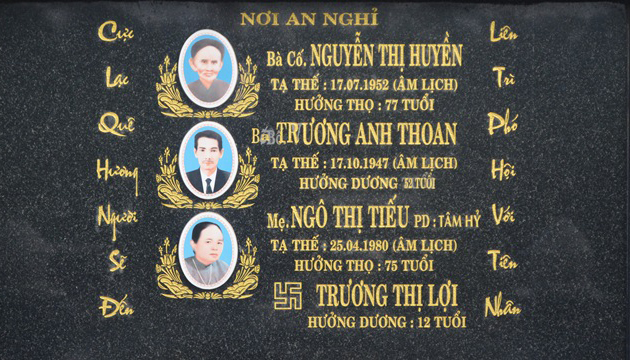 NƠI AN NGHỈ
Cực Lạc Quê Hương Người Sẽ Đến
Bà Cố. NGUYỄN THỊ HUYỀN
TẠ THẾ : 17.07.1952 (ÂM LỊCH)
HƯỞNG THỌ : 77 TUỔI
TRƯƠNG ANH THOAN
TẠ THẾ : 17.10.1947 (ÂM LỊCH)
HƯỞNG DƯƠNG TUỔI
Mẹ. NGÔ THỊ TIẾU PD : TÂM HỶ
TẠ THẾ : 25.04.1980 (ÂM LỊCH)
HƯỞNG THỌ : 75 TUỔI
TRƯƠNG THỊ LỢI
HƯỞNG DƯƠNG : 12 TUỔI
Liên Trì Phó Hội Với Tiên Nhân